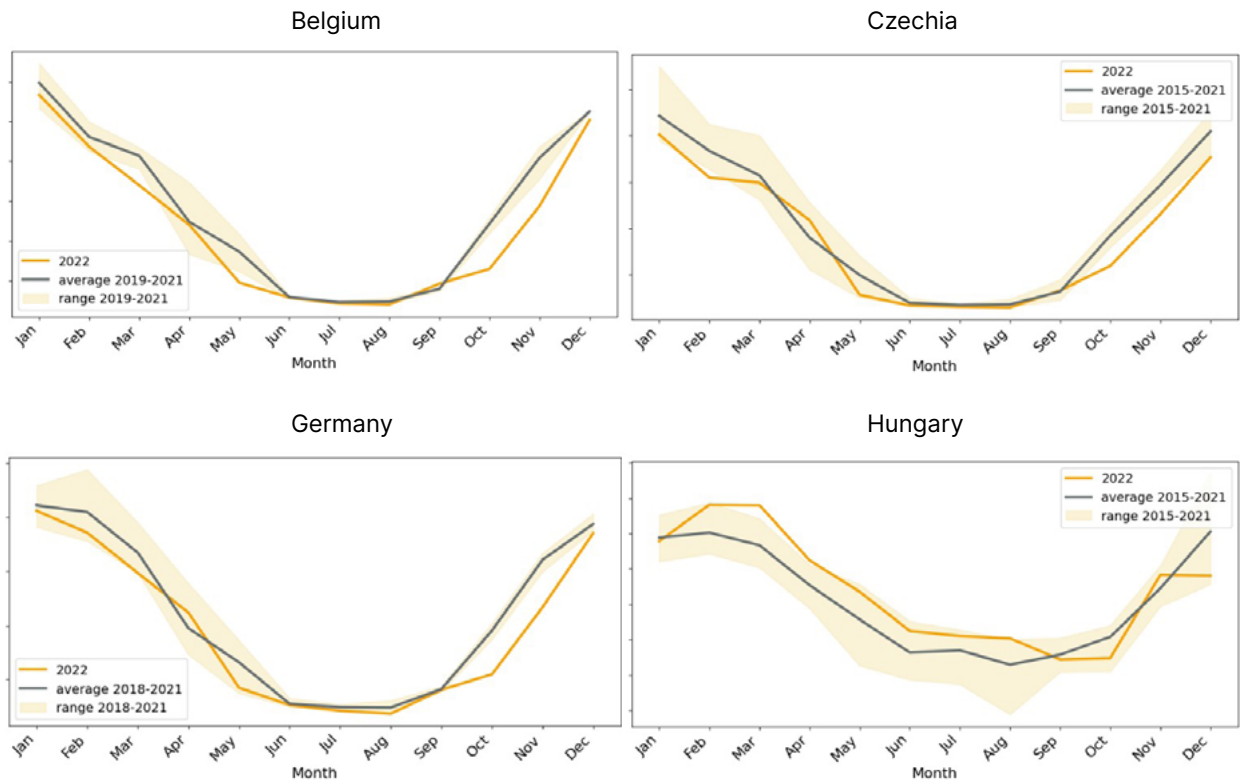 Belgium
2022
average 2019-2021
range 2019-2021
Jan Feb Mar Apr May Jun Jul Aug Sep Oct Nov Dec
Month
Czechia
2022
average 2015-2021
range 2015-2021
Jan Feb Mar Apr May Jun Jul Aug Sep Oct Nov Dec
Month
Germany
2022
average 2018-2021
range 2018-2021
Jan Feb Mar Apr May Jun Jul Aug Sep Oct Nov Dec
Month
Hungary
2022
average 2015-2021
range 2015-2021
Jan Feb Mar Apr May Jun Jul Aug Sep Oct Nov Dec
Month